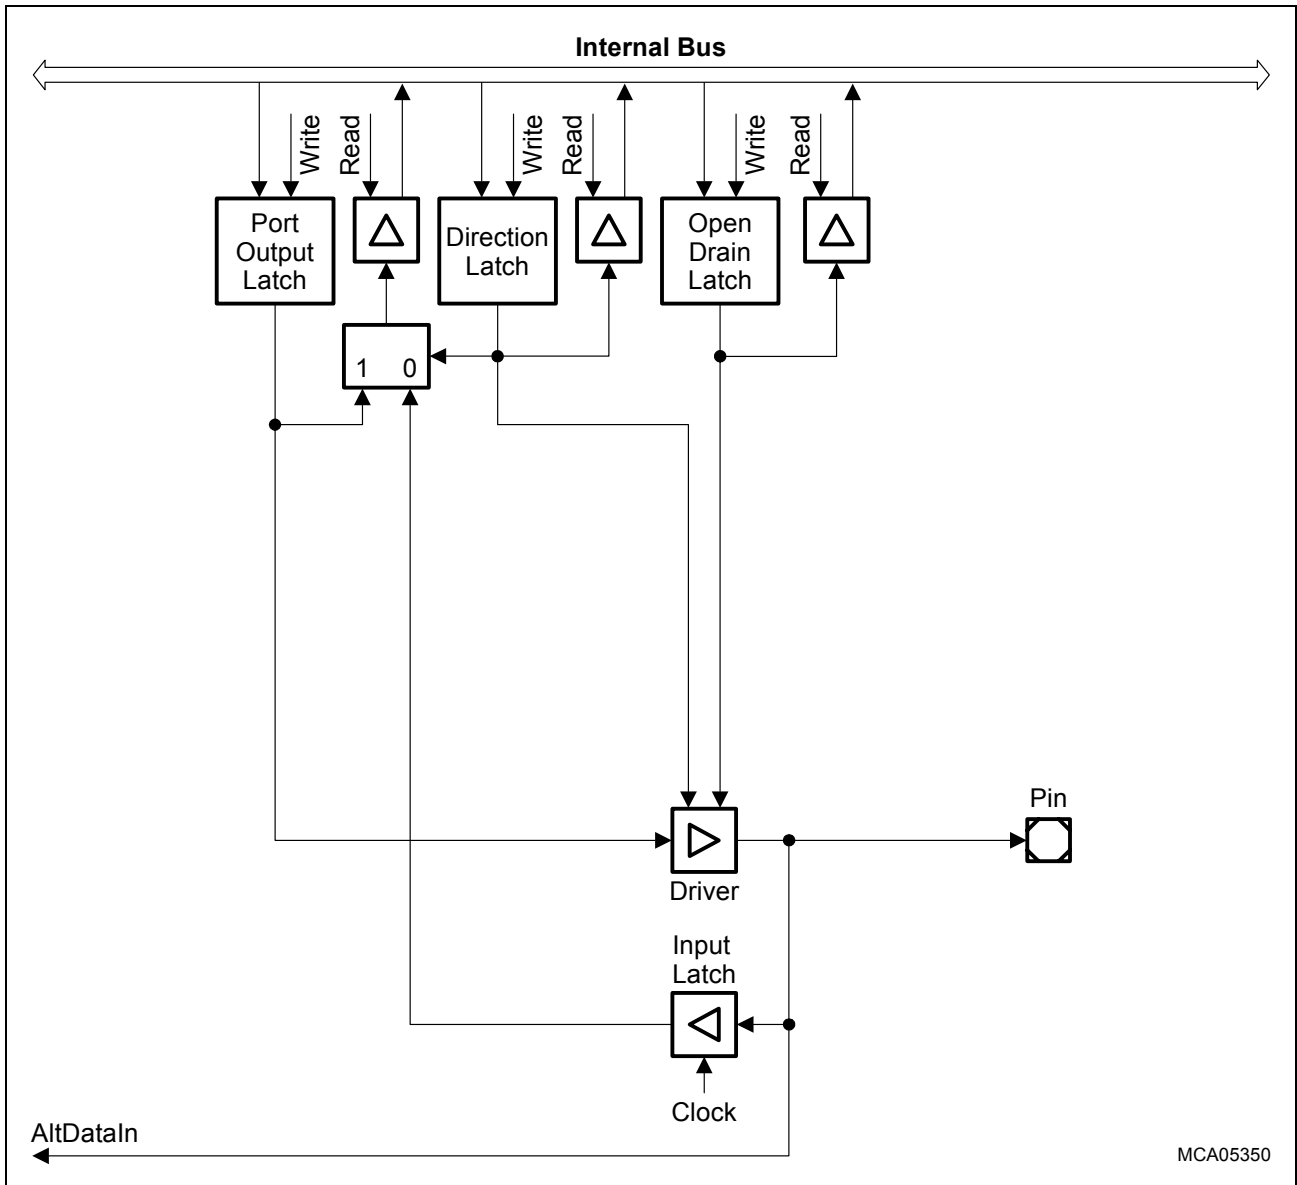 Internal Bus
Write
Read
Write
Read
Write
Read
Port
Output
Latch
Direction
Latch
Open
Drain
Latch
1 0
Pin
Driver
Input
Latch
Clock
AltDataIn
MCA05350